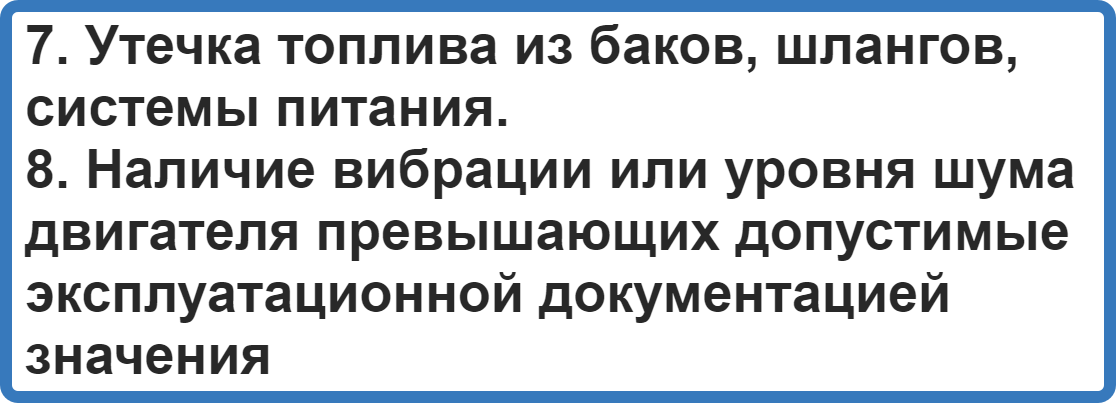 7. Утечка топлива из баков, шлангов,
системы питания.
8. Наличие вибрации или уровня шума
двигателя превышающих допустимые
эксплуатационной документацией
значения